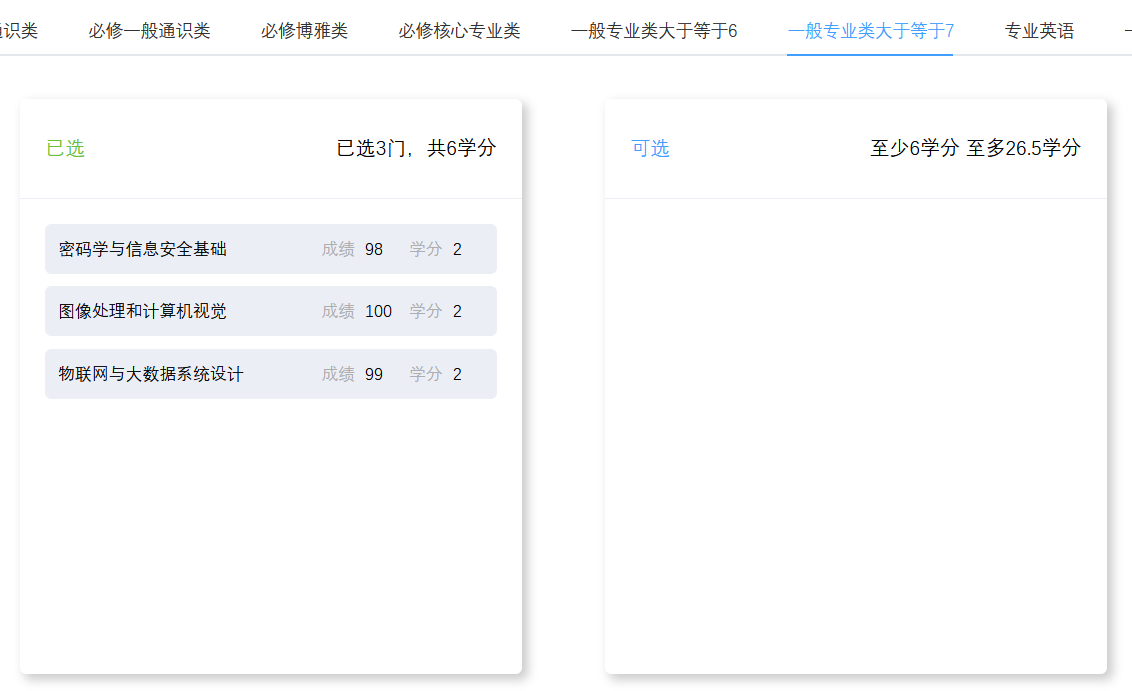 识类 必修一般通识类 必修博雅类 必修核心专业类 一般专业类大于等于6 一般专业类大于等于7 专业英语
已选 已选3门，共6学分
密码学与信息安全基础 成绩 98 学分 2
图像处理和计算机视觉 成绩 100 学分 2
物联网与大数据系统设计 成绩 99 学分 2
可选 至少6学分 至多26.5学分